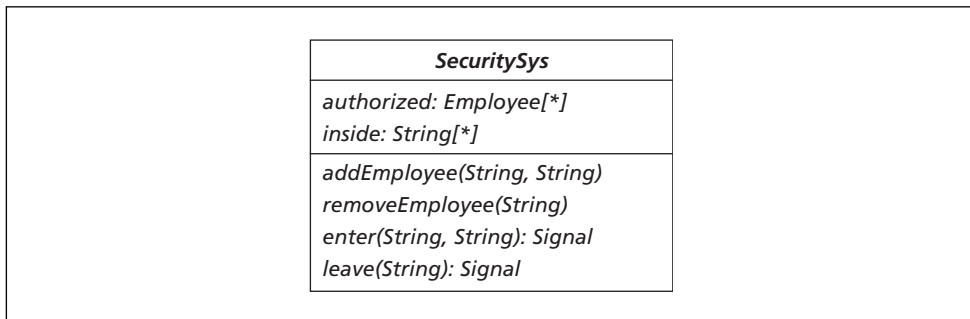 SecuritySys
authorized: Employee[*]
inside: String[*]
addEmployee(String, String)
removeEmployee(String)
enter(String, String): Signal
leave(String): Signal